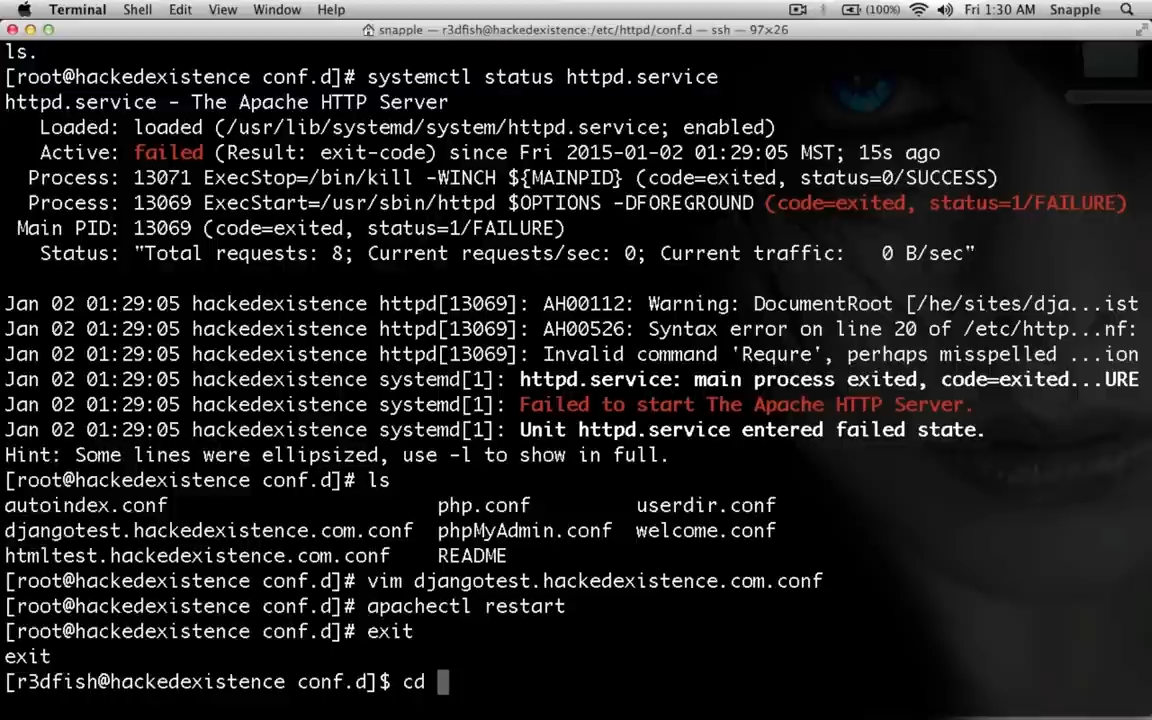 Terminal Shell Edit View Window Help (100%) Fri 1:30 AM Snapple
snapple — r3dfish@hackedexistence:/etc/httpd/conf.d — ssh — 97×26
ls.
[root@hackedexistence conf.d]# systemctl status httpd.service
httpd.service - The Apache HTTP Server
Loaded: loaded (/usr/lib/systemd/system/httpd.service; enabled)
Active: failed (Result: exit-code) since Fri 2015-01-02 01:29:05 MST; 15s ago
Process: 13071 ExecStop=/bin/kill -WINCH ${MAINPID} (code=exited, status=0/SUCCESS)
Process: 13069 ExecStart=/usr/sbin/httpd $OPTIONS -DFOREGROUND (code=exited, status=1/FAILURE)
Main PID: 13069 (code=exited, status=1/FAILURE)
Status: "Total requests: 8; Current requests/sec: 0; Current traffic:   0 B/sec"
Jan 02 01:29:05 hackedexistence httpd[13069]: AH00112: Warning: DocumentRoot [/he/sites/dja...ist
Jan 02 01:29:05 hackedexistence httpd[13069]: AH00526: Syntax error on line 20 of /etc/http...nf:
Jan 02 01:29:05 hackedexistence httpd[13069]: Invalid command 'Requre', perhaps misspelled ...ion
Jan 02 01:29:05 hackedexistence systemd[1]: httpd.service: main process exited, code=exited...URE
Jan 02 01:29:05 hackedexistence systemd[1]: Failed to start The Apache HTTP Server.
Jan 02 01:29:05 hackedexistence systemd[1]: Unit httpd.service entered failed state.
Hint: Some lines were ellipsized, use -l to show in full.
[root@hackedexistence conf.d]# ls
autoindex.conf php.conf userdir.conf
djangotest.hackedexistence.com.conf phpMyAdmin.conf welcome.conf
htmltest.hackedexistence.com.conf README
[root@hackedexistence conf.d]# vim djangotest.hackedexistence.com.conf
[root@hackedexistence conf.d]# apachectl restart
[root@hackedexistence conf.d]# exit
exit
[r3dfish@hackedexistence conf.d]$ cd